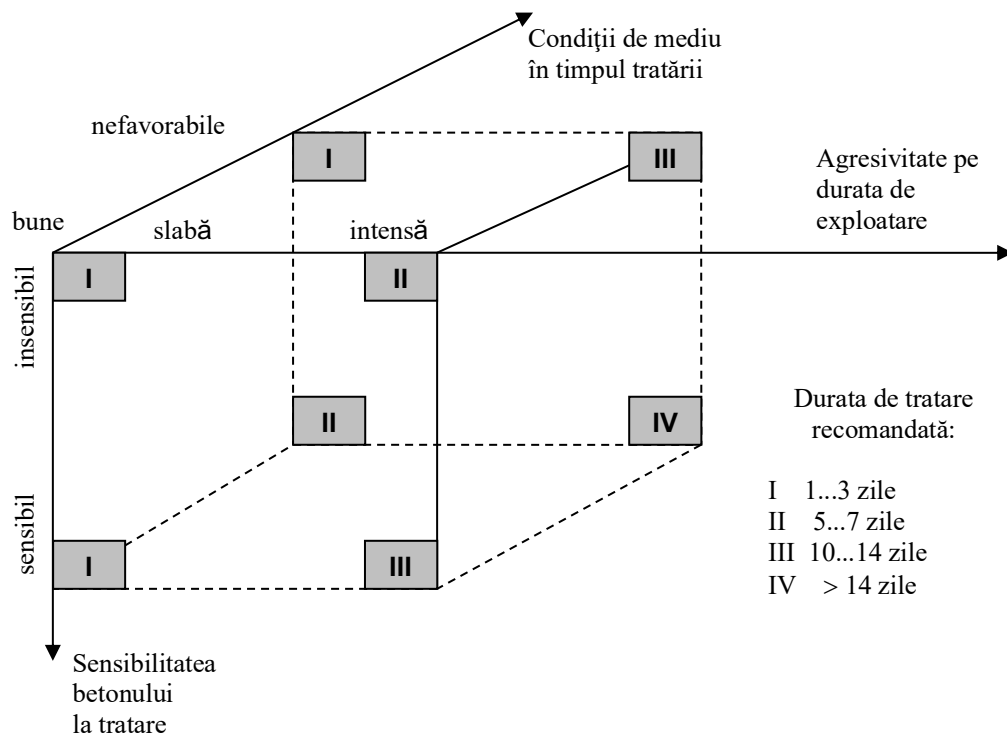 Condiţii de mediu
în timpul tratării
nefavorabile
I
III
Agresivitate pe
durata de
exploatare
bune
slabă
intensă
insensibil
I
II
II
IV
Durata de tratare
recomandată:
I 1...3 zile
II 5...7 zile
III 10...14 zile
IV > 14 zile
sensibil
I
III
Sensibilitatea
betonului
la tratare